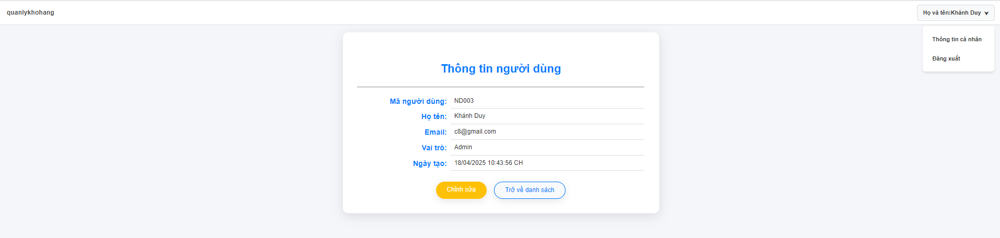 quanlykhohang
Họ và tên:Khánh Duy
Thông tin cá nhân
Đăng xuất
Thông tin người dùng
Mã người dùng: ND003
Họ tên: Khánh Duy
Email: c8@gmail.com
Vai trò: Admin
Ngày tạo: 18/04/2025 10:43:56 CH
Chỉnh sửa
Trở về danh sách